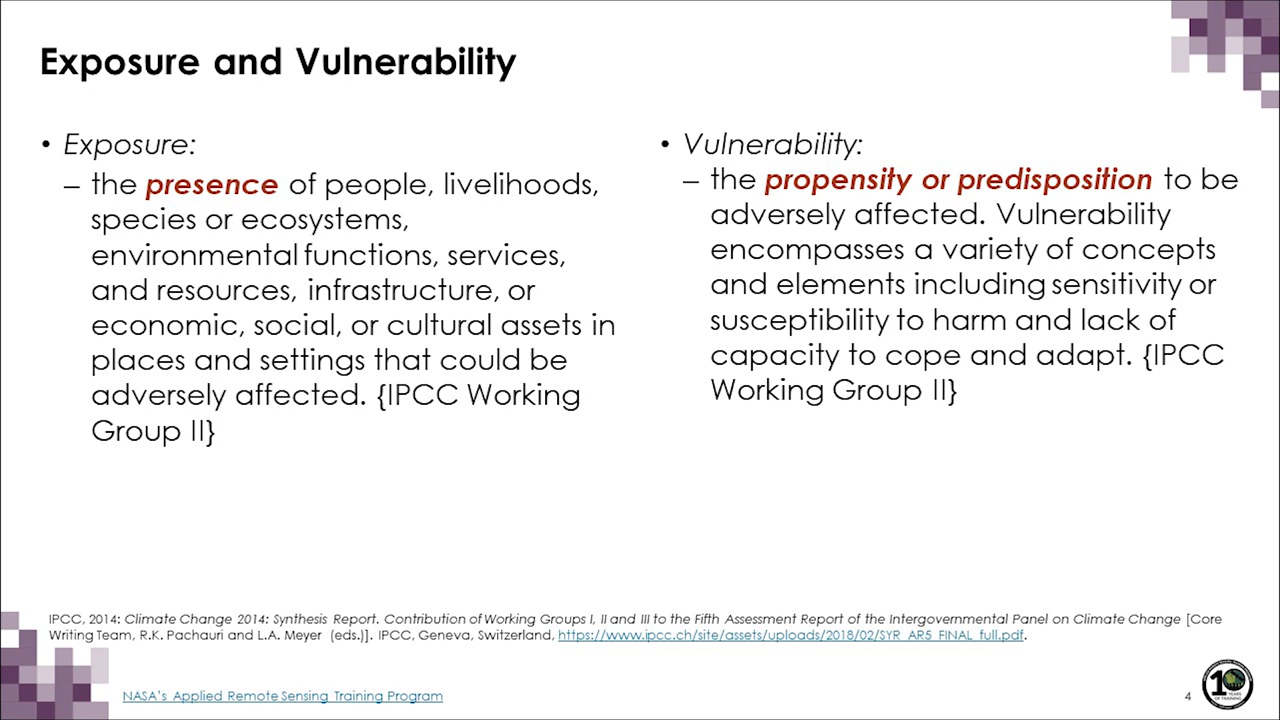 Exposure and Vulnerability
• Exposure:
– the presence of people, livelihoods,
species or ecosystems,
environmental functions, services,
and resources, infrastructure, or
economic, social, or cultural assets in
places and settings that could be
adversely affected. {IPCC Working
Group II}
• Vulnerability:
– the propensity or predisposition to be
adversely affected. Vulnerability
encompasses a variety of concepts
and elements including sensitivity or
susceptibility to harm and lack of
capacity to cope and adapt. {IPCC
Working Group II}
IPCC, 2014: Climate Change 2014: Synthesis Report. Contribution of Working Groups I, II and III to the Fifth Assessment Report of the Intergovernmental Panel on Climate Change [Core
Writing Team, R.K. Pachauri and L.A. Meyer (eds.)]. IPCC, Geneva, Switzerland, https://www.ipcc.ch/site/assets/uploads/2018/02/SYR_AR5_FINAL_full.pdf.
NASA's Applied Remote Sensing Training Program
4
10
YEARS
OF TRAINING